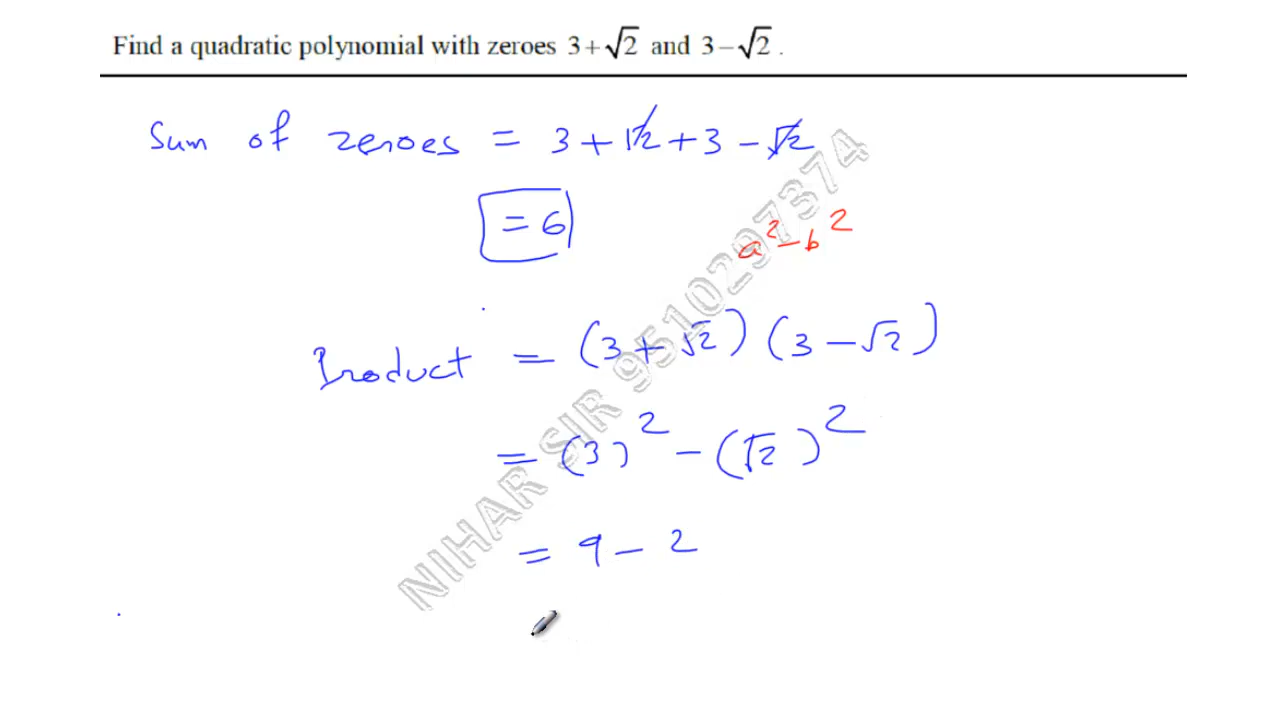 Find a quadratic polynomial with zeroes 3+√2 and 3−√2 .
Sum of zeroes = 3 + √2 + 3 − √2
= 6
a² − b²
Product = (3 + √2) (3 − √2)
= (3)² − (√2)²
= 9 − 2
NIHAR SIR 9510297374